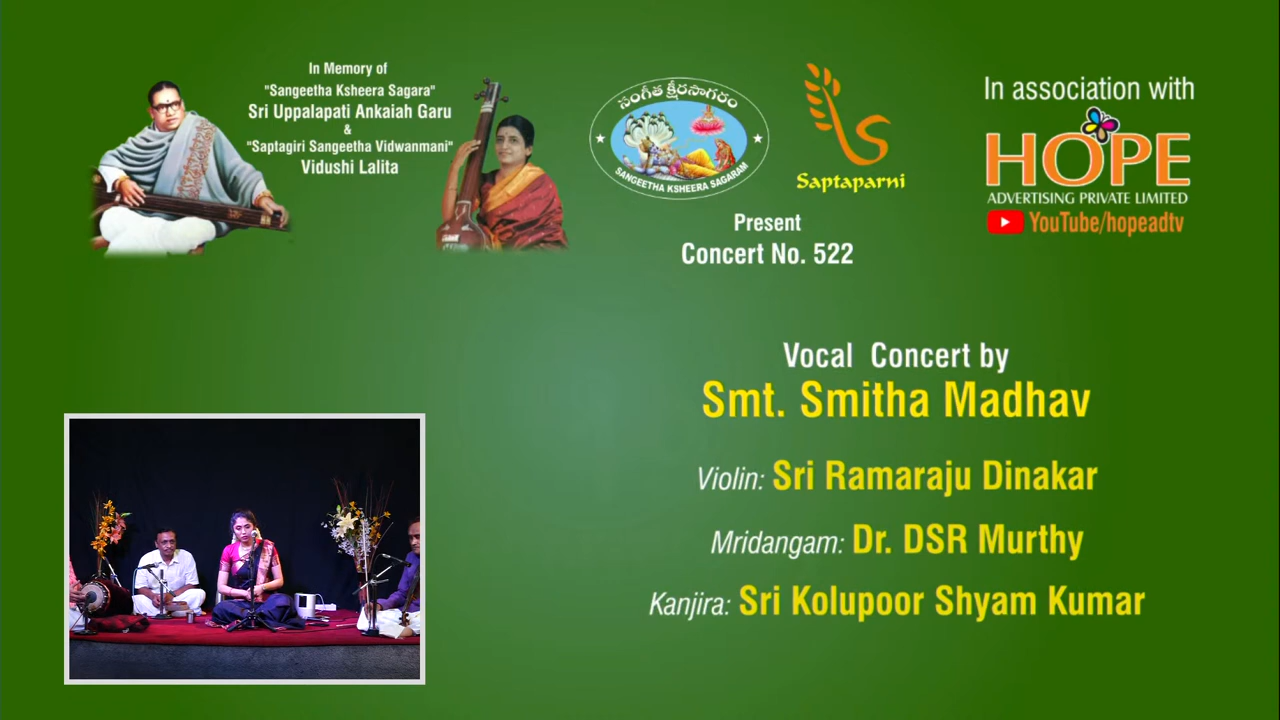 In Memory of
"Sangeetha Ksheera Sagara"
Sri Uppalapati Ankaiah Garu
&
"Saptagiri Sangeetha Vidwanmani"
Vidushi Lalita
సంగీత క్షీరసాగరం
SANGEETHA KSHEERA SAGARAM
Saptaparni
Present
Concert No. 522
In association with
HOPE
ADVERTISING PRIVATE LIMITED
YouTube/hopeadtv
Vocal Concert by
Smt. Smitha Madhav
Violin: Sri Ramaraju Dinakar
Mridangam: Dr. DSR Murthy
Kanjira: Sri Kolupoor Shyam Kumar